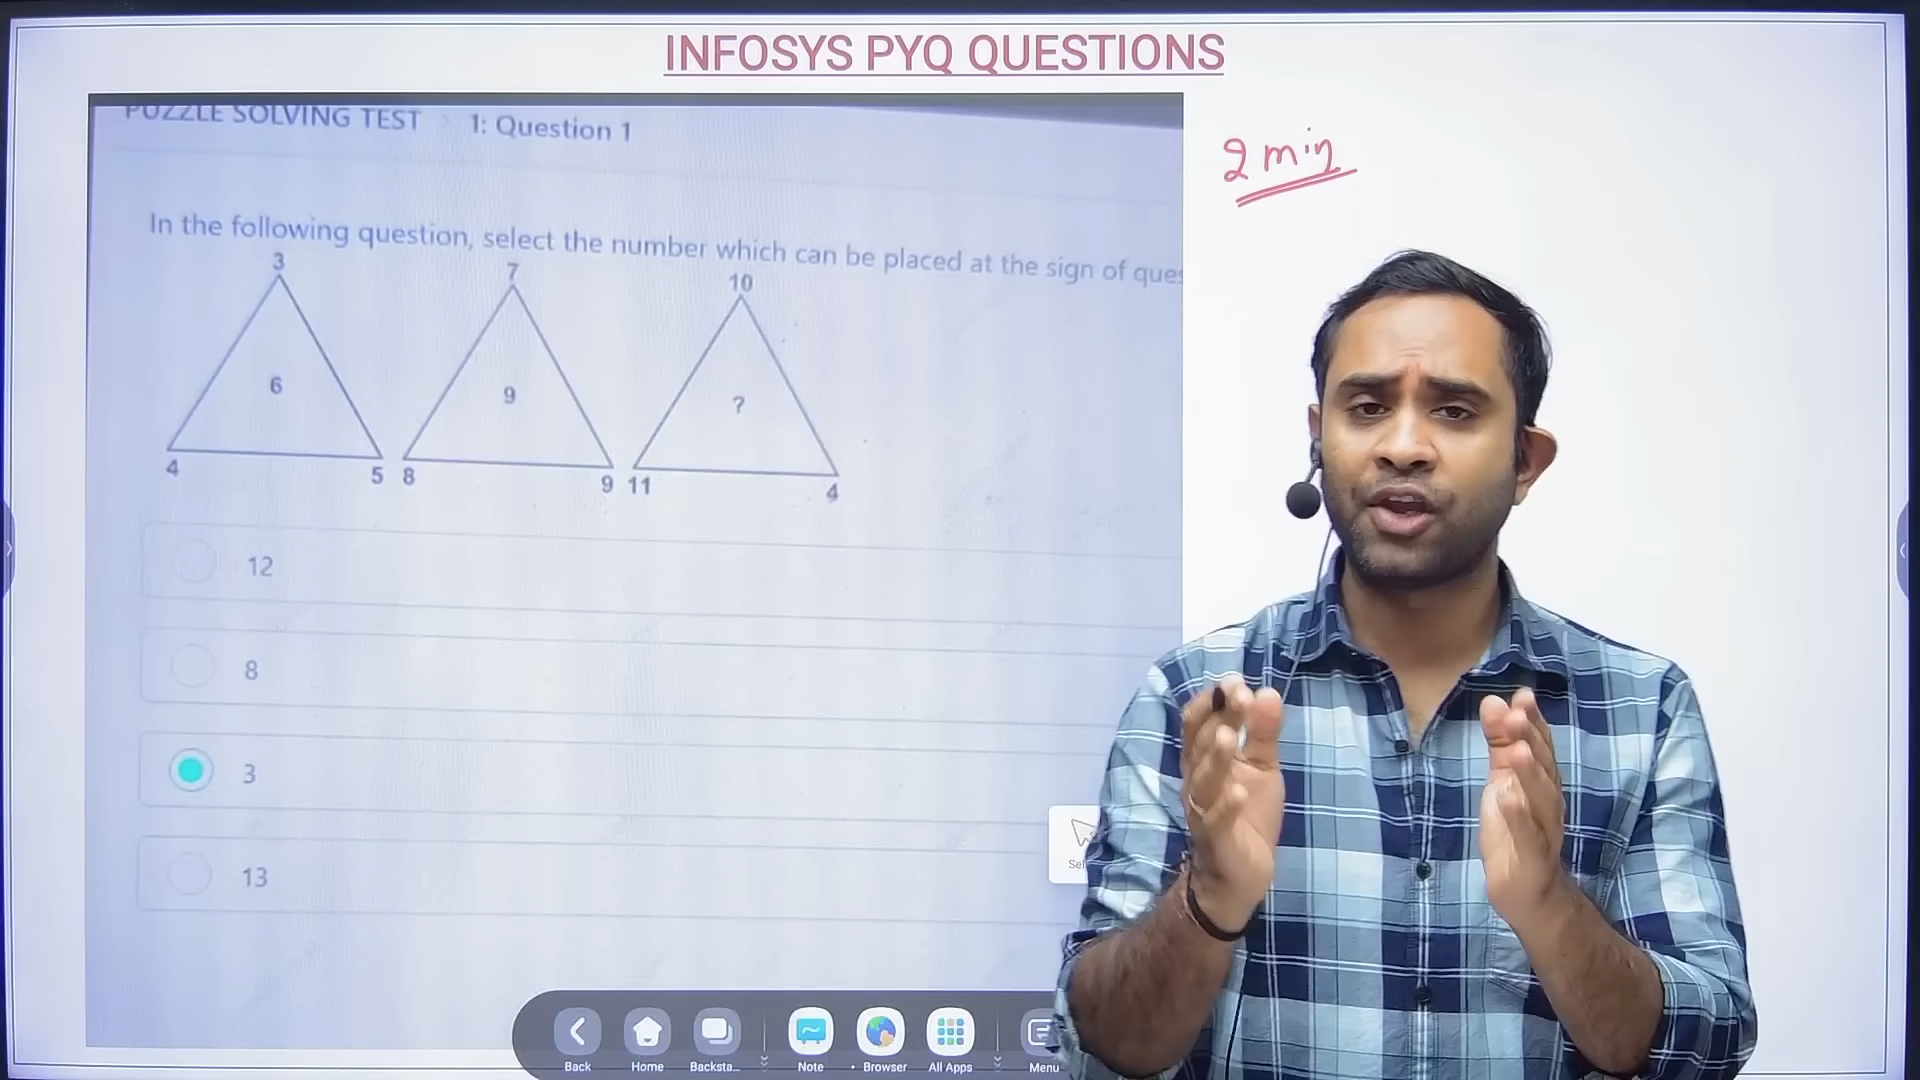 INFOSYS PYQ QUESTIONS
PUZZLE SOLVING TEST 1: Question 1
2 min
In the following question, select the number which can be placed at the sign of ques
3 7 10
6 9 ?
4 5 8 9 11 4
12
8
3
13
Sel
Back Home Backsta... Note Browser All Apps Menu